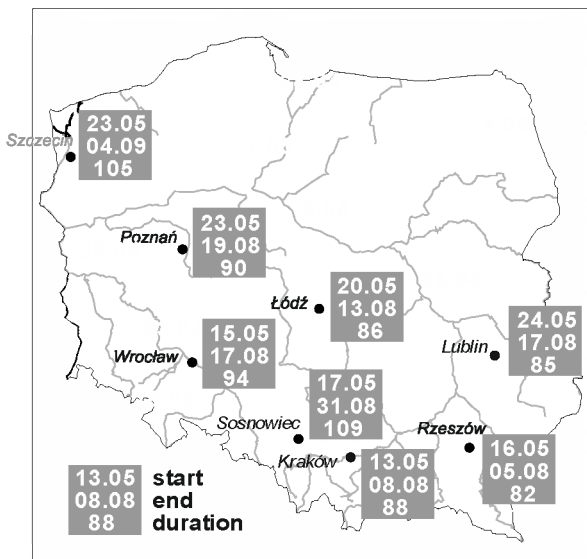 Szczecin
23.05
04.09
105
Poznań
23.05
19.08
90
Łódź
20.05
13.08
86
Wrocław
15.05
17.08
94
Lublin
24.05
17.08
85
Sosnowiec
17.05
31.08
109
Kraków
13.05
08.08
88
Rzeszów
16.05
05.08
82
13.05 start
08.08 end
88 duration